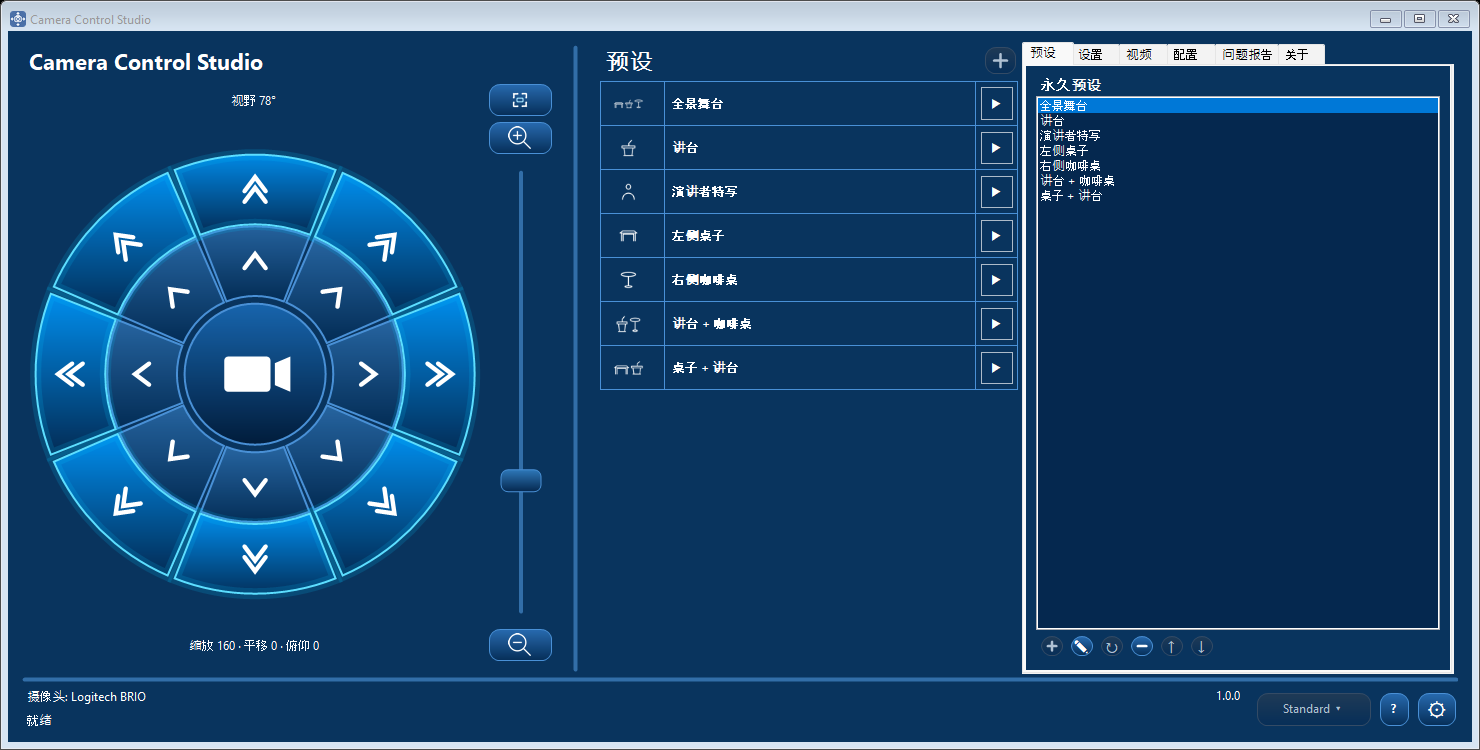 Camera Control Studio
Camera Control Studio
视野 78°
缩放 160 · 平移 0 · 俯仰 0
预设
全景舞台
讲台
演讲者特写
左侧桌子
右侧咖啡桌
讲台 + 咖啡桌
桌子 + 讲台
预设 设置 视频 配置 问题报告 关于
永久预设
全景舞台
讲台
演讲者特写
左侧桌子
右侧咖啡桌
讲台 + 咖啡桌
桌子 + 讲台
摄像头: Logitech BRIO
就绪
1.0.0
Standard
?